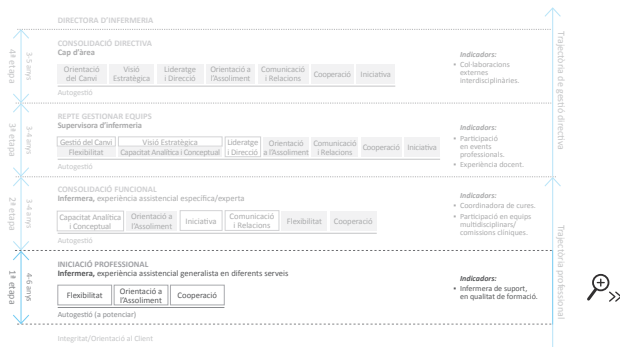 DIRECTORA D'INFERMERIA
CONSOLIDACIÓ DIRECTIVA
Cap d'àrea
Orientació del Canvi
Visió Estratègica
Lideratge i Direcció
Orientació a l'Assoliment
Comunicació i Relacions
Cooperació
Iniciativa
Autogestió
Indicadors:
• Col·laboracions
externes
interdisciplinàries.
4ª etapa
3-5 anys
REPTE GESTIONAR EQUIPS
Supervisora d'infermeria
Gestió del Canvi
Flexibilitat
Visió Estratègica
Capacitat Analítica i Conceptual
Lideratge
i Direcció
Orientació
a l'Assoliment
Comunicació
i Relacions
Cooperació
Iniciativa
Autogestió
Indicadors:
• Participació
en events
professionals.
• Experiència docent.
3ª etapa
3-4 anys
CONSOLIDACIÓ FUNCIONAL
Infermera, experiència assistencial específica/experta
Capacitat Analítica
i Conceptual
Orientació a
l'Assoliment
Iniciativa
Comunicació
i Relacions
Flexibilitat
Cooperació
Autogestió
Indicadors:
• Coordinadora de cures.
• Participació en equips
multidisciplinars/
comissions clíniques.
2ª etapa
3-4 anys
INICIACIÓ PROFESSIONAL
Infermera, experiència assistencial generalista en diferents serveis
Flexibilitat
Orientació a
l'Assoliment
Cooperació
Autogestió (a potenciar)
Indicadors:
• Infermera de suport,
en qualitat de formació.
1ª etapa
4-6 anys
Integritat/Orientació al Client
Trajectòria de gestió directiva
Trajectòria professional
>>